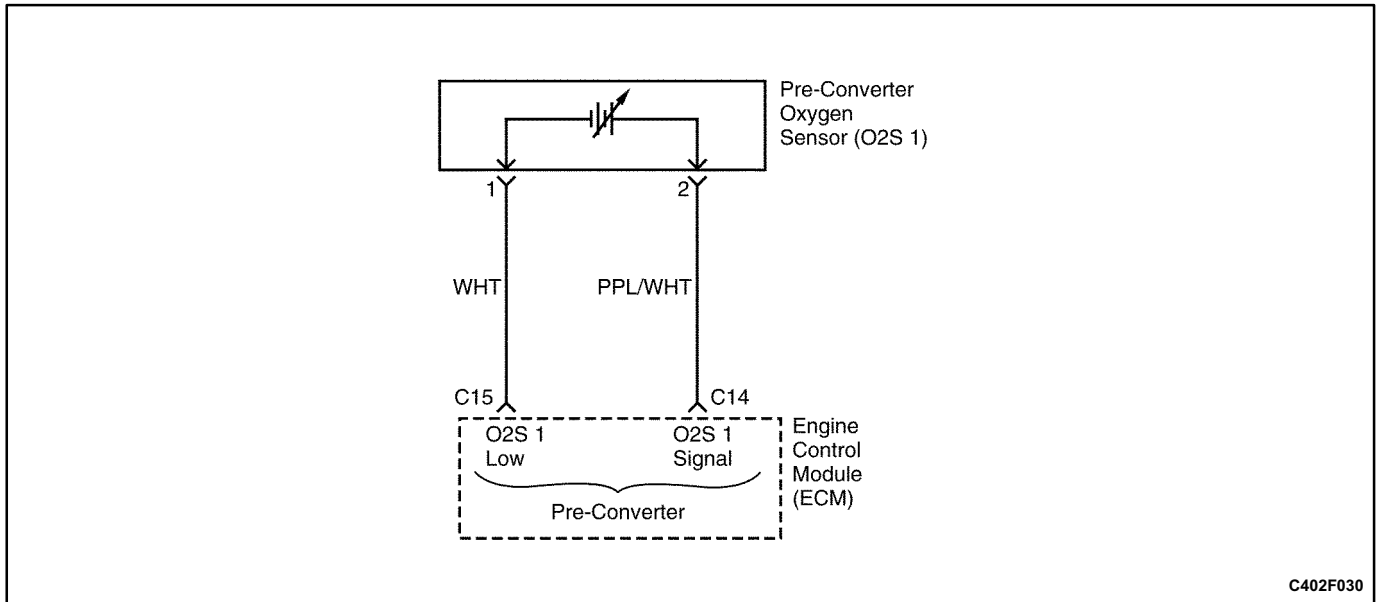 Pre-Converter
Oxygen
Sensor (O2S 1)
1
2
WHT
PPL/WHT
C15
C14
O2S 1
Low
O2S 1
Signal
Pre-Converter
Engine
Control
Module
(ECM)
C402F030